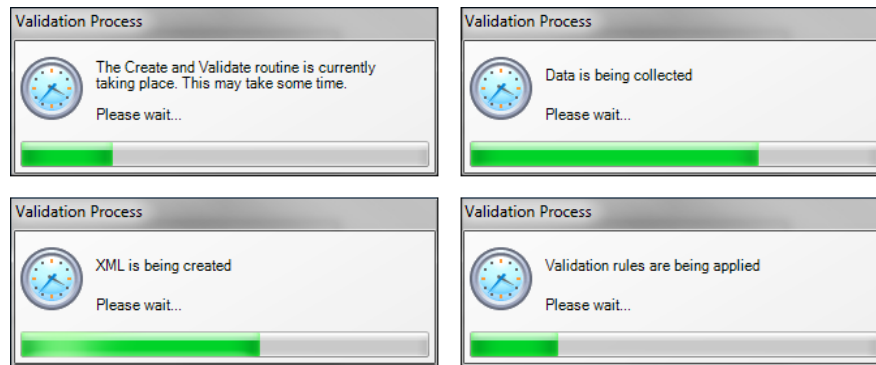 Validation Process
The Create and Validate routine is currently
taking place. This may take some time.
Please wait...
Validation Process
Data is being collected
Please wait...
Validation Process
XML is being created
Please wait...
Validation Process
Validation rules are being applied
Please wait...